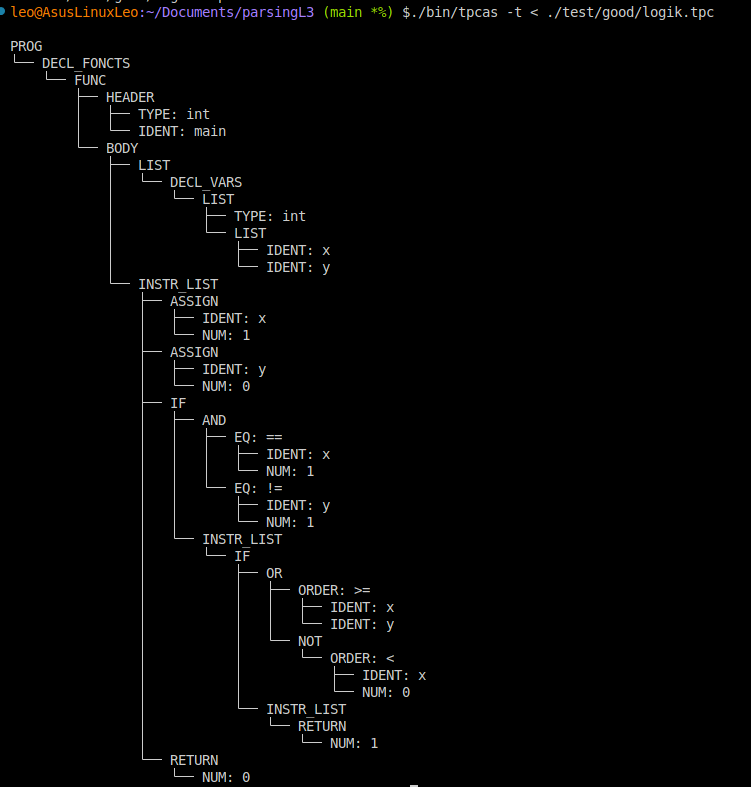 leo@AsusLinuxLeo:~/Documents/parsingL3 (main *%) $./bin/tpcas -t < ./test/good/logik.tpc
PROG
└── DECL_FONCTS
    └── FUNC
        ├── HEADER
        │   ├── TYPE: int
        │   └── IDENT: main
        └── BODY
            ├── LIST
            │   └── DECL_VARS
            │       └── LIST
            │           ├── TYPE: int
            │           └── LIST
            │               ├── IDENT: x
            │               └── IDENT: y
            └── INSTR_LIST
                ├── ASSIGN
                │   ├── IDENT: x
                │   └── NUM: 1
                ├── ASSIGN
                │   ├── IDENT: y
                │   └── NUM: 0
                ├── IF
                │   ├── AND
                │   │   ├── EQ: ==
                │   │   │   ├── IDENT: x
                │   │   │   └── NUM: 1
                │   │   └── EQ: !=
                │   │       ├── IDENT: y
                │   │       └── NUM: 1
                │   └── INSTR_LIST
                │       └── IF
                │           ├── OR
                │           │   ├── ORDER: >=
                │           │   │   ├── IDENT: x
                │           │   │   └── IDENT: y
                │           │   └── NOT
                │           │       └── ORDER: <
                │           │           ├── IDENT: x
                │           │           └── NUM: 0
                │           └── INSTR_LIST
                │               └── RETURN
                │                   └── NUM: 1
                └── RETURN
                    └── NUM: 0